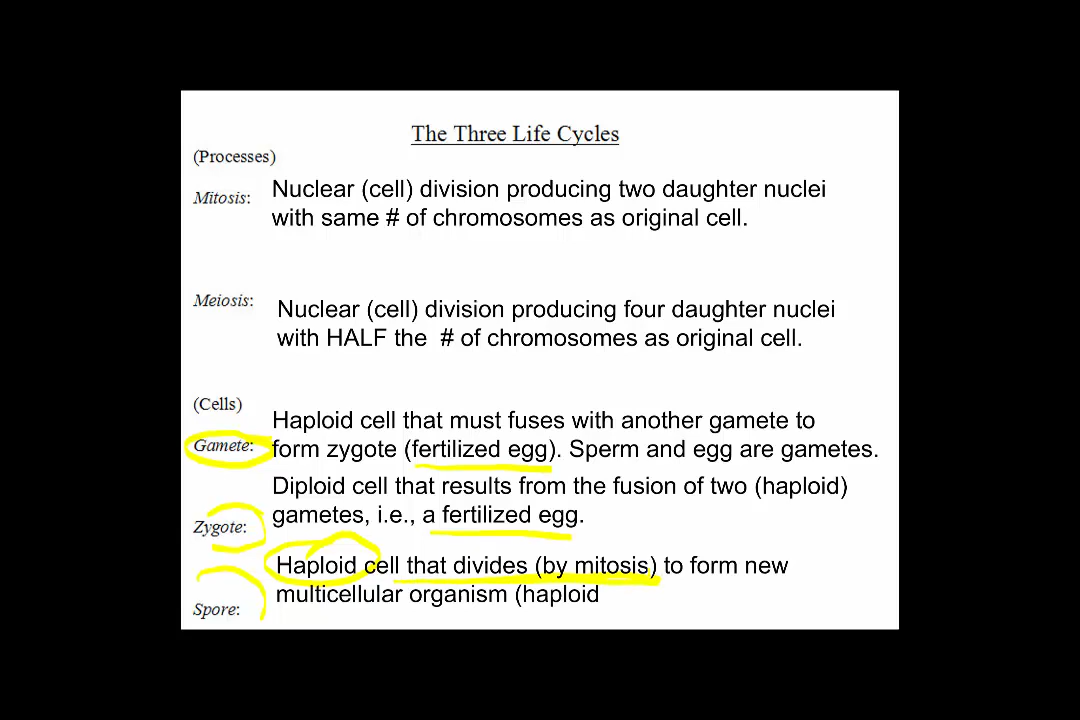 The Three Life Cycles
(Processes)
Mitosis: Nuclear (cell) division producing two daughter nuclei
with same # of chromosomes as original cell.
Meiosis: Nuclear (cell) division producing four daughter nuclei
with HALF the # of chromosomes as original cell.
(Cells)
Haploid cell that must fuses with another gamete to
Gamete: form zygote (fertilized egg). Sperm and egg are gametes.
Diploid cell that results from the fusion of two (haploid)
Zygote: gametes, i.e., a fertilized egg.
Haploid cell that divides (by mitosis) to form new
Spore: multicellular organism (haploid